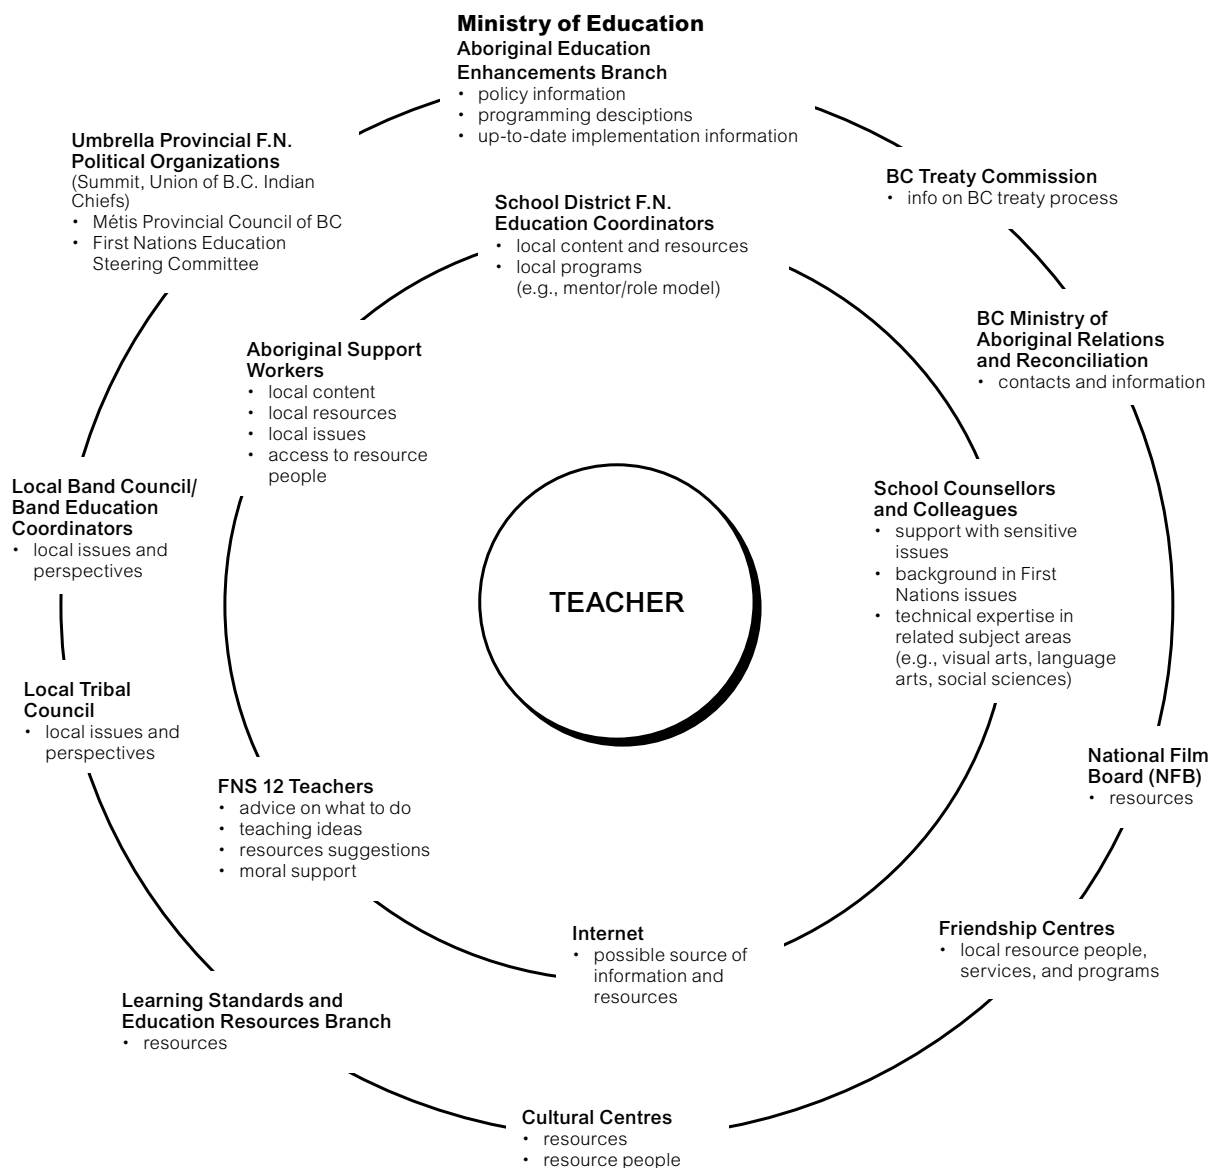 Ministry of Education
Aboriginal Education
Enhancements Branch
• policy information
• programming desciptions
• up-to-date implementation information
Umbrella Provincial F.N.
Political Organizations
(Summit, Union of B.C. Indian
Chiefs)
• Métis Provincial Council of BC
• First Nations Education
Steering Committee
BC Treaty Commission
• info on BC treaty process
School District F.N.
Education Coordinators
• local content and resources
• local programs
(e.g., mentor/role model)
BC Ministry of
Aboriginal Relations
and Reconciliation
• contacts and information
Aboriginal Support
Workers
• local content
• local resources
• local issues
• access to resource
people
Local Band Council/
Band Education
Coordinators
• local issues and
perspectives
School Counsellors
and Colleagues
• support with sensitive
issues
• background in First
Nations issues
• technical expertise in
related subject areas
(e.g., visual arts, language
arts, social sciences)
TEACHER
Local Tribal
Council
• local issues and
perspectives
National Film
Board (NFB)
• resources
FNS 12 Teachers
• advice on what to do
• teaching ideas
• resources suggestions
• moral support
Internet
• possible source of
information and
resources
Friendship Centres
• local resource people,
services, and programs
Learning Standards and
Education Resources Branch
• resources
Cultural Centres
• resources
• resource people